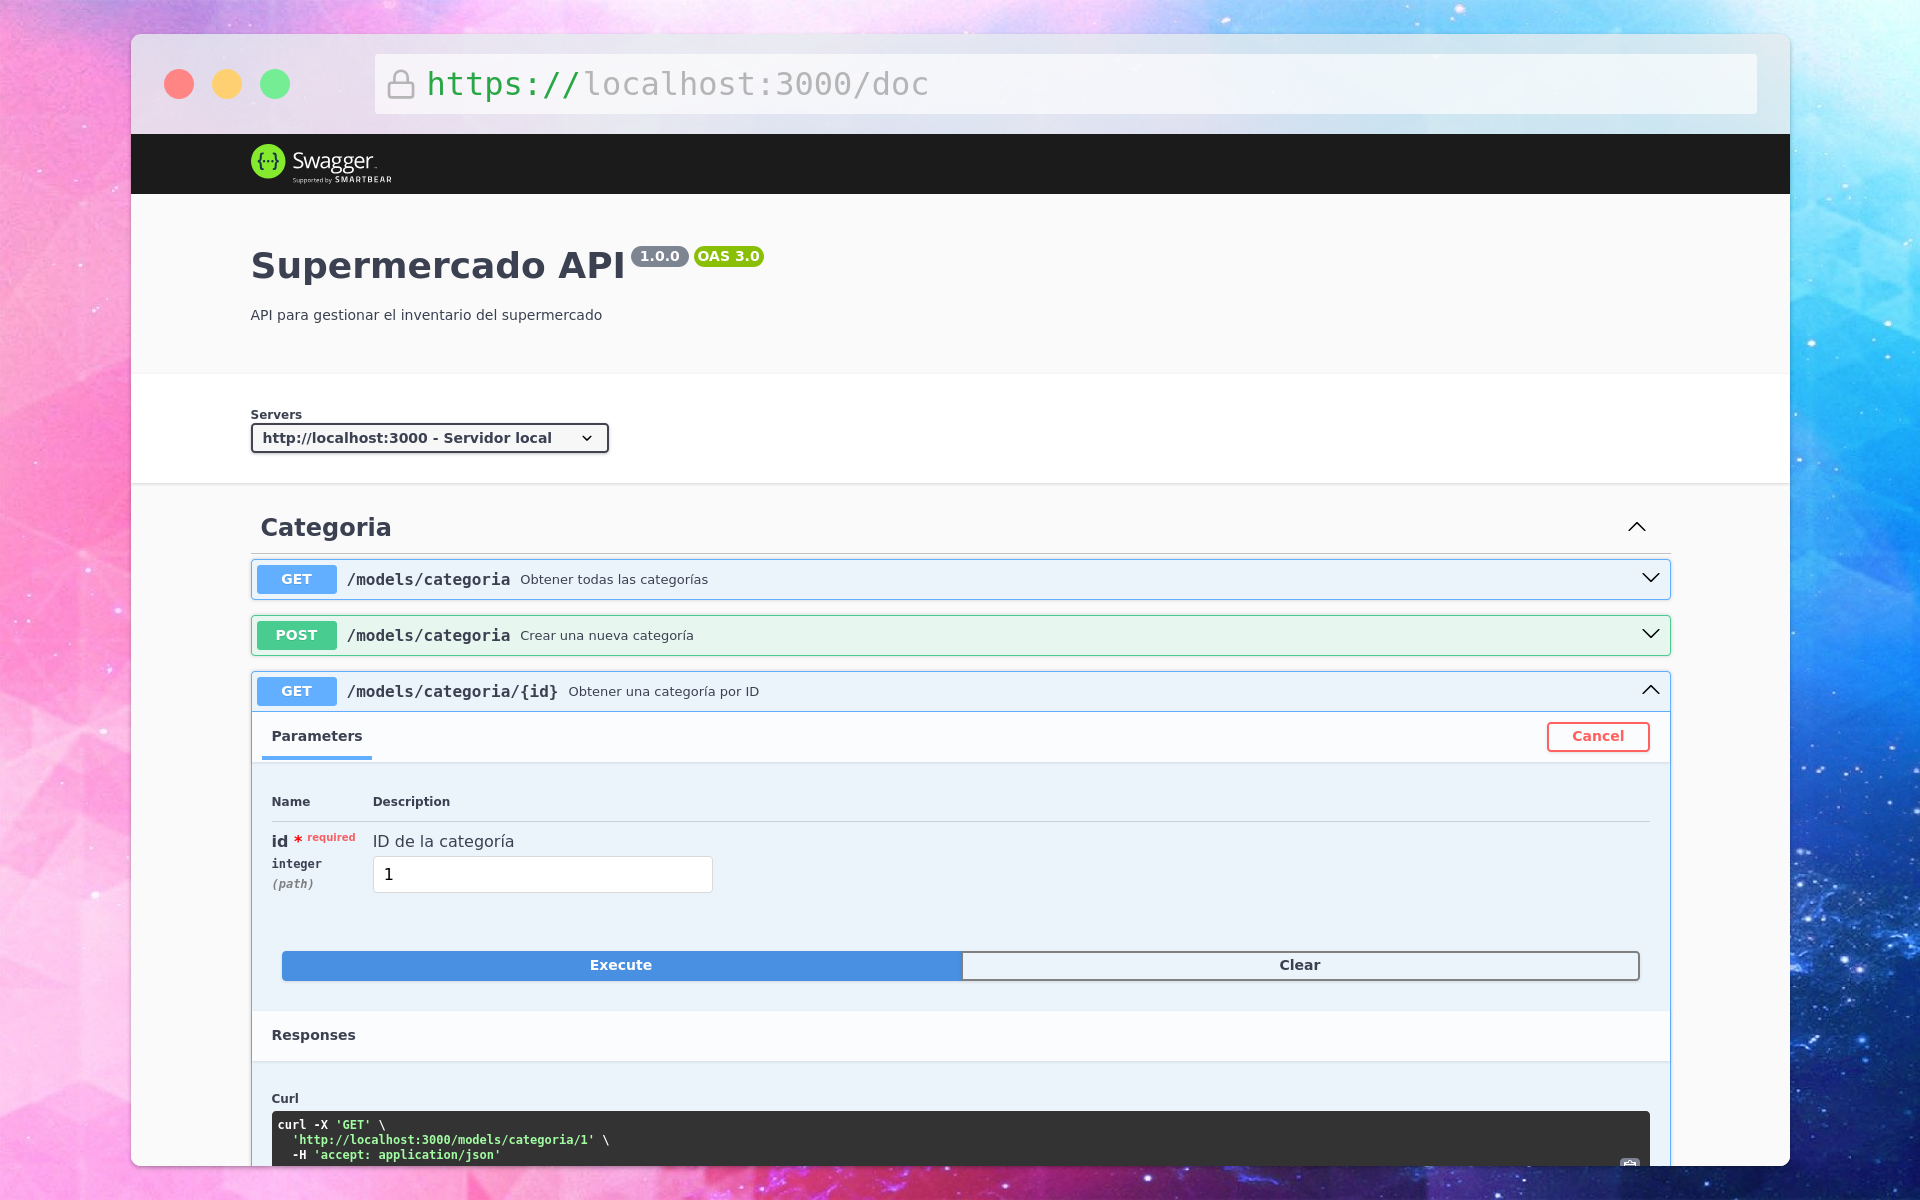 https://localhost:3000/doc
Swagger
Supported by SMARTBEAR
Supermercado API 1.0.0 OAS 3.0
API para gestionar el inventario del supermercado
Servers
http://localhost:3000 - Servidor local
Categoria
GET /models/categoria Obtener todas las categorías
POST /models/categoria Crear una nueva categoría
GET /models/categoria/{id} Obtener una categoría por ID
Parameters Cancel
Name Description
id * required ID de la categoría
integer
(path)
1
Execute Clear
Responses
Curl
curl -X 'GET' \
'http://localhost:3000/models/categoria/1' \
-H 'accept: application/json'